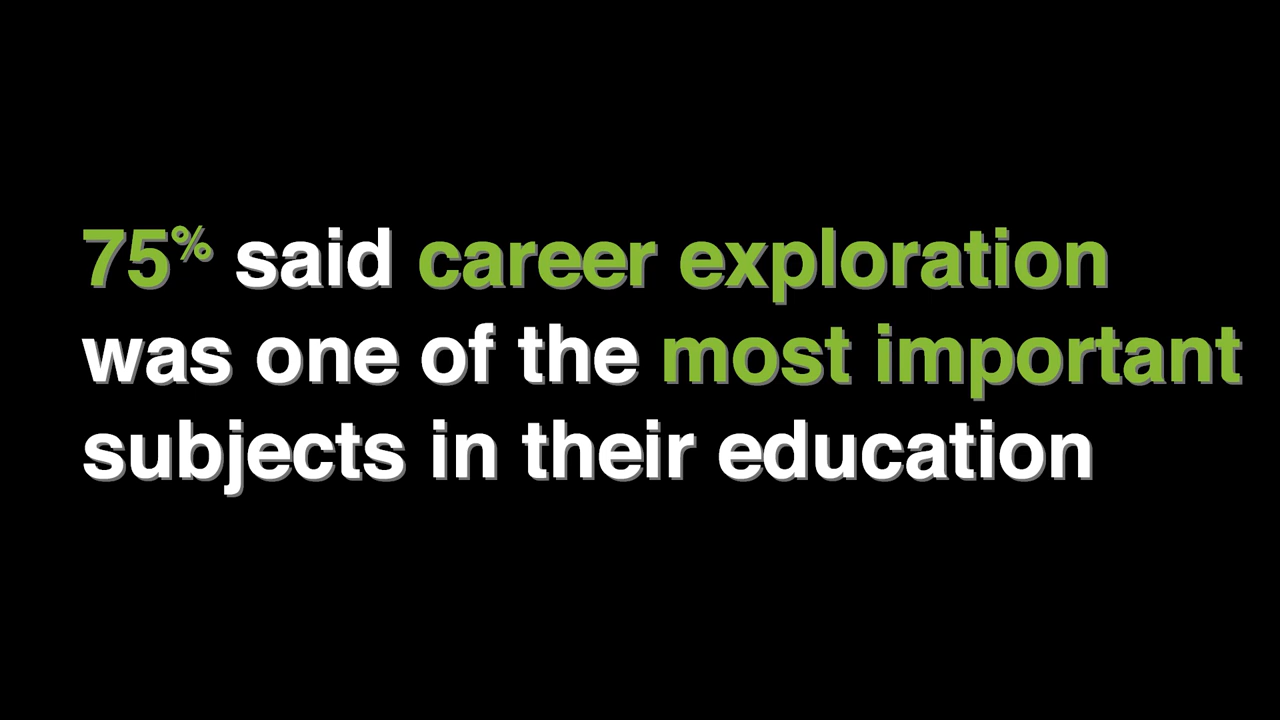 75% said career exploration
was one of the most important
subjects in their education